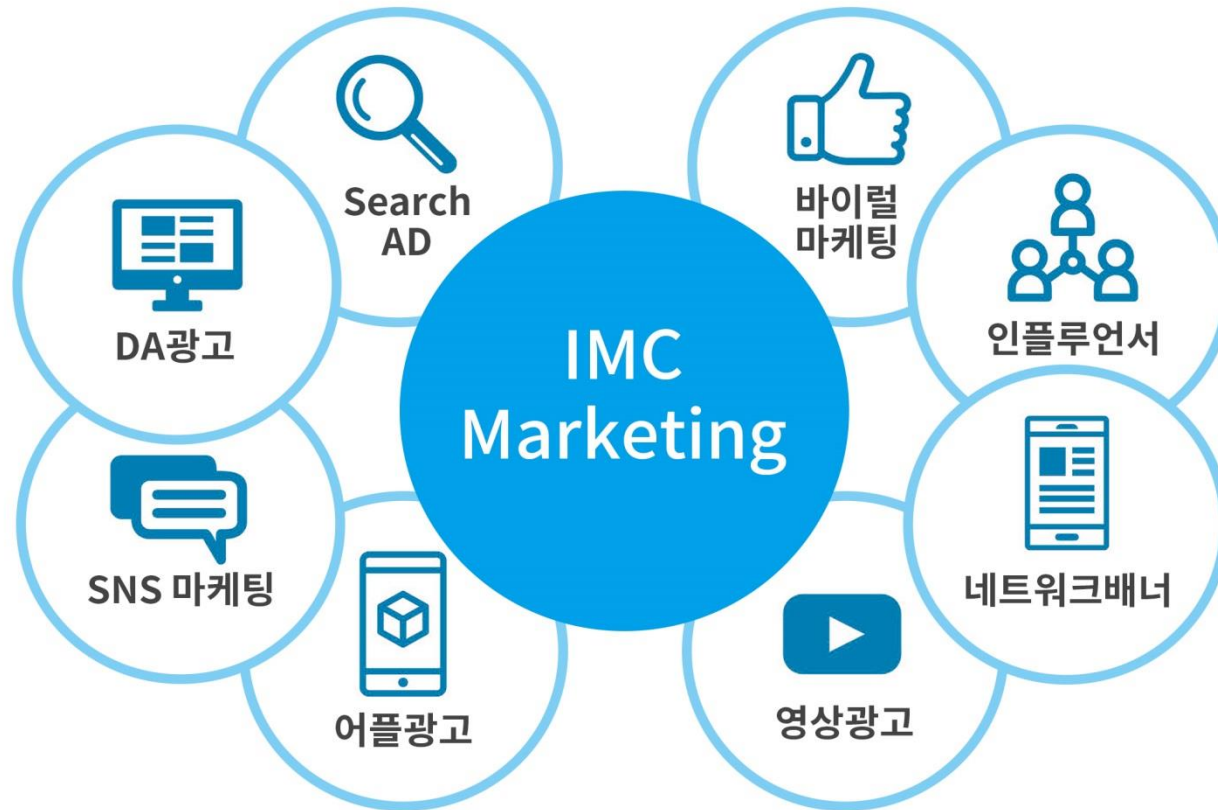 Search
AD
바이럴
마케팅
DA광고
인플루언서
IMC
Marketing
SNS 마케팅
네트워크배너
어플광고
영상광고